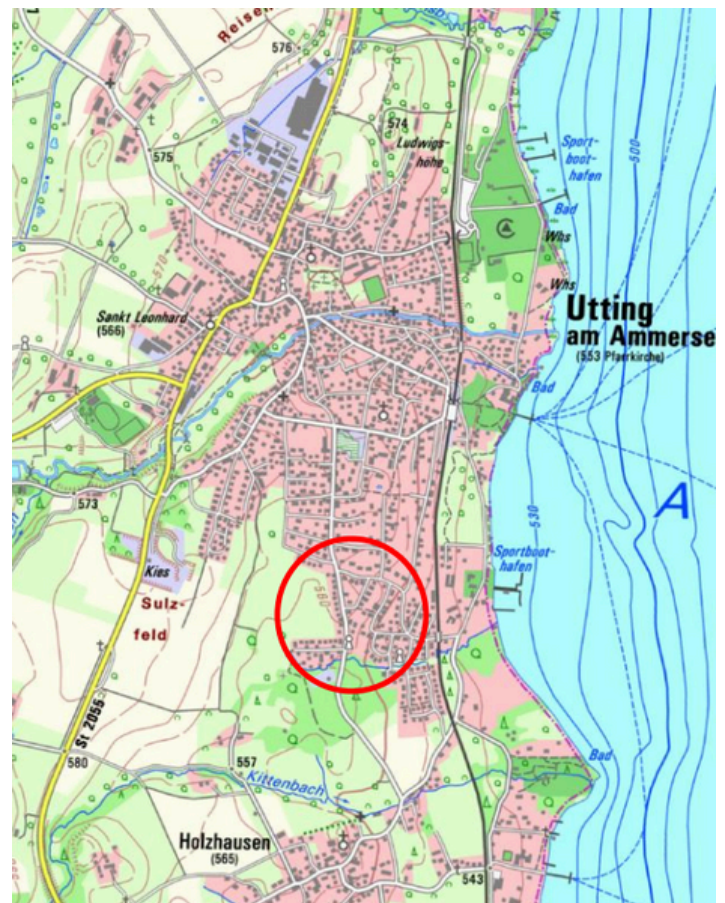 Reisen
576
574
575
Ludwigs-
höhe
Sport-
boot-
hafen
500
Bad
Whs
570
Sankt Leonhard
(566)
Whs
Utting
am Ammerse
(553 Pfarrkirche)
Bad
573
530
A
Kies
560
Sportboot-
hafen
Sulz-
feld
St 2055
580
557
Kittenbach
Bad
Holzhausen
(565)
543